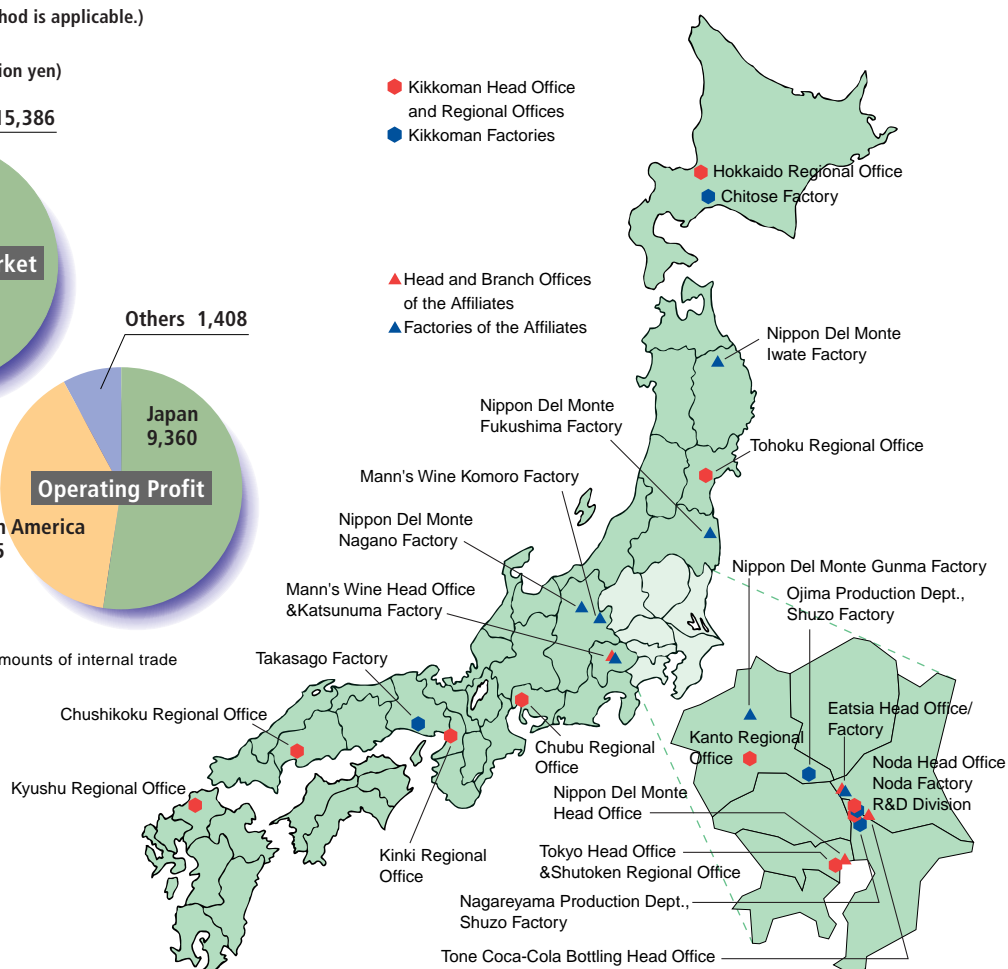 hod is applicable.)
ion yen)
15,386
rket
Others 1,408
Japan
9,360
Operating Profit
America
mounts of internal trade
Kikkoman Head Office
and Regional Offices
Kikkoman Factories
Hokkaido Regional Office
Chitose Factory
Head and Branch Offices
of the Affiliates
Factories of the Affiliates
Nippon Del Monte
Iwate Factory
Nippon Del Monte
Fukushima Factory
Tohoku Regional Office
Mann's Wine Komoro Factory
Nippon Del Monte
Nagano Factory
Mann's Wine Head Office
&Katsunuma Factory
Takasago Factory
Chushikoku Regional Office
Kyushu Regional Office
Kinki Regional
Office
Chubu Regional
Office
Nippon Del Monte Gunma Factory
Ojima Production Dept.,
Shuzo Factory
Eatsia Head Office/
Factory
Kanto Regional
Office
Noda Head Office
Noda Factory
R&D Division
Nippon Del Monte
Head Office
Tokyo Head Office
&Shutoken Regional Office
Nagareyama Production Dept.,
Shuzo Factory
Tone Coca-Cola Bottling Head Office